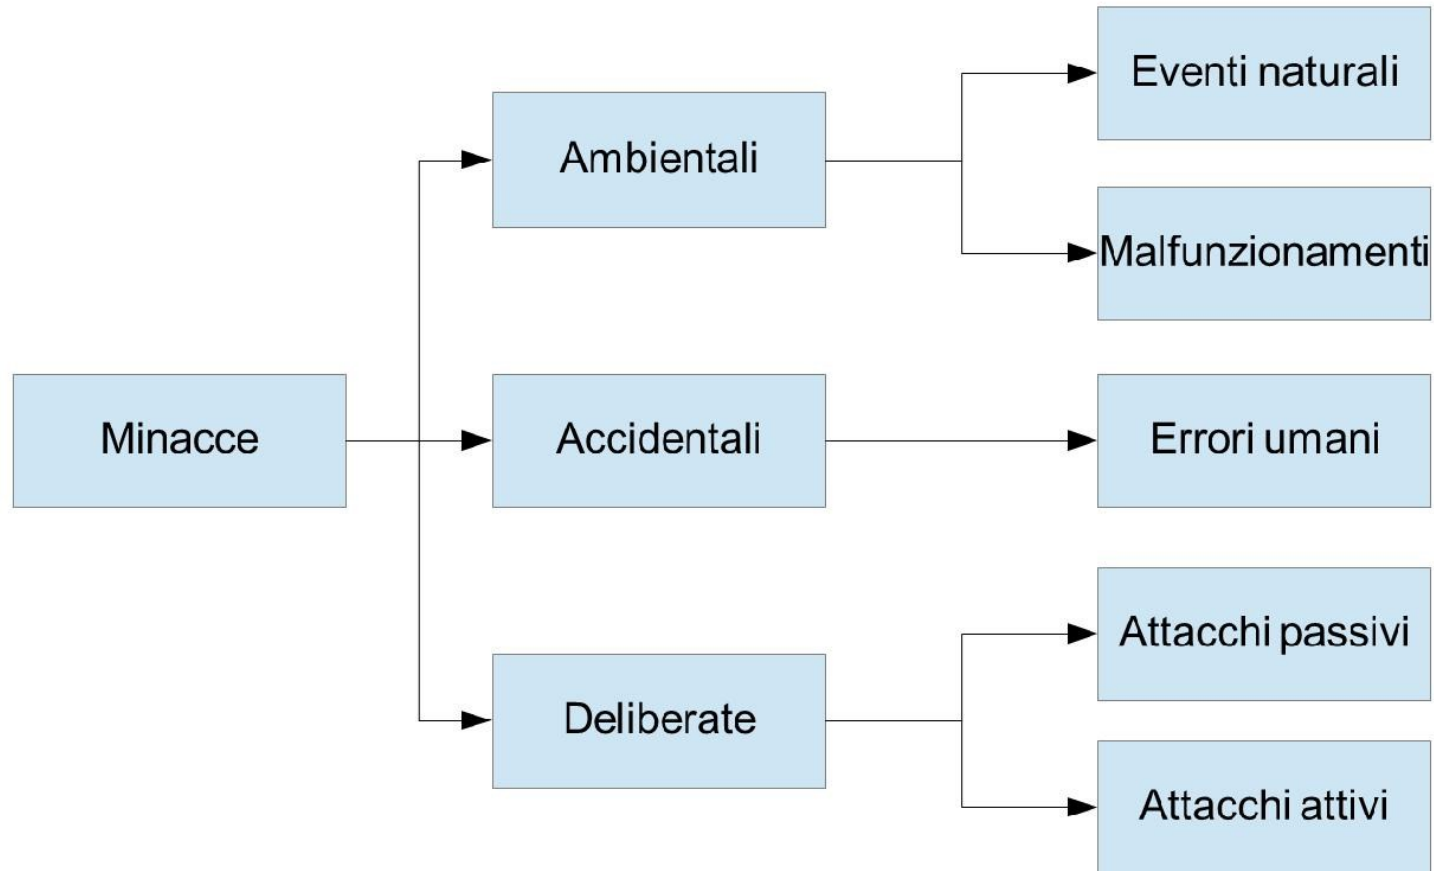 Eventi naturali
Ambientali
Malfunzionamenti
Minacce
Accidentali
Errori umani
Attacchi passivi
Deliberate
Attacchi attivi